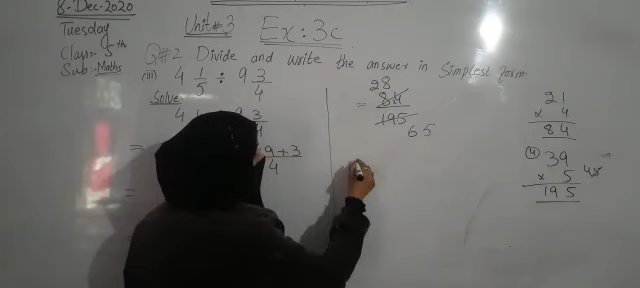 8-Dec-2020
Tuesday
Class:- 5th
Sub:- Maths
Unit#3
Ex:3c
Q#2 Divide and write the answer in Simplest form.
(iii) 4 1/5 ÷ 9 3/4
Solve
= 9+3/4
=
28
= 84/195
65
21
× 4
84
4 39
× 5
195